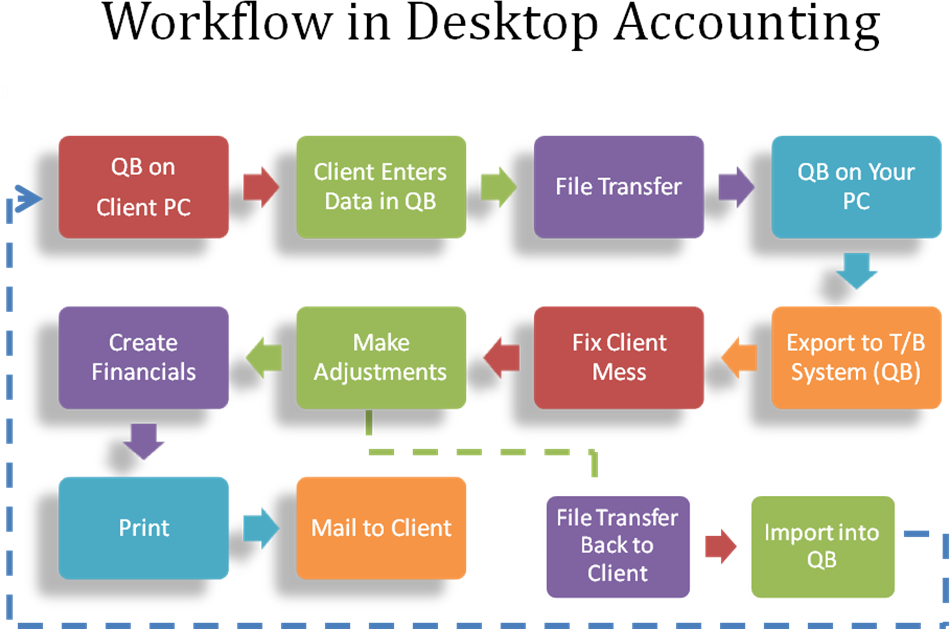 Workflow in Desktop Accounting
QB on
Client PC
Client Enters
Data in QB
File Transfer
QB on Your
PC
Export to T/B
System (QB)
Fix Client
Mess
Make
Adjustments
Create
Financials
Print
Mail to Client
File Transfer
Back to
Client
Import into
QB